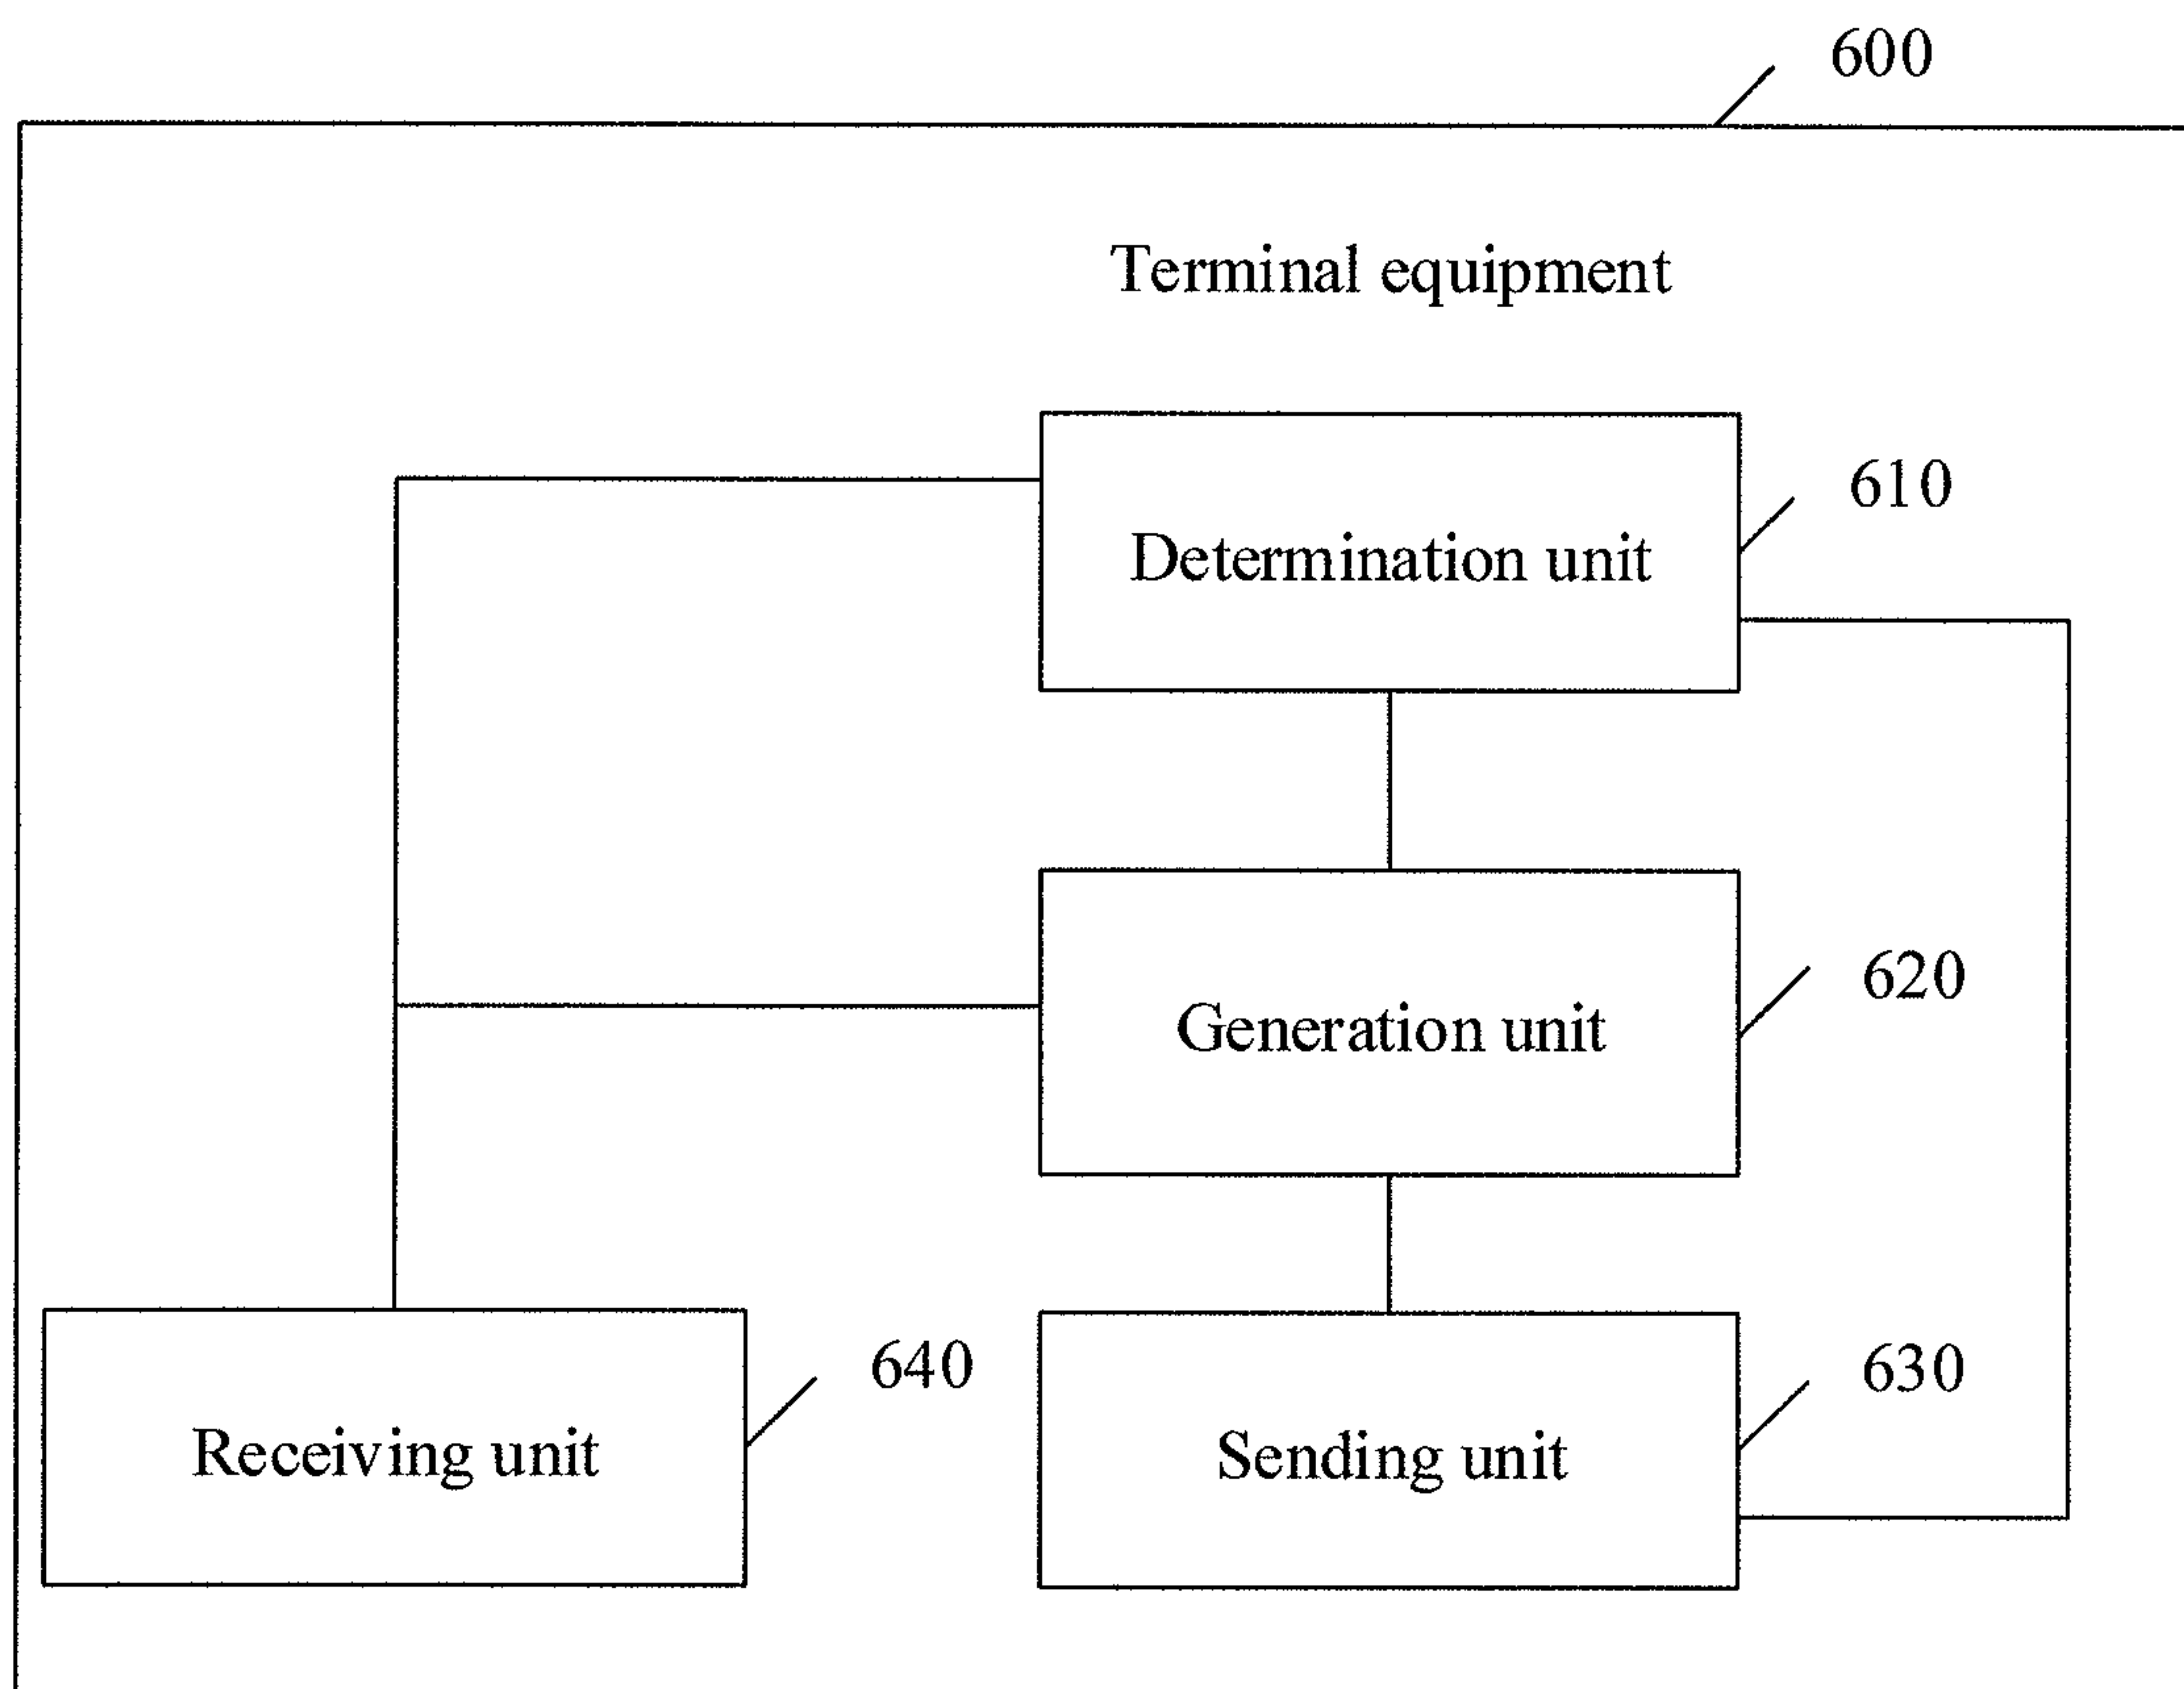 600
Terminal equipment
610
Determination unit
620
Generation unit
640
630
Receiving unit
Sending unit